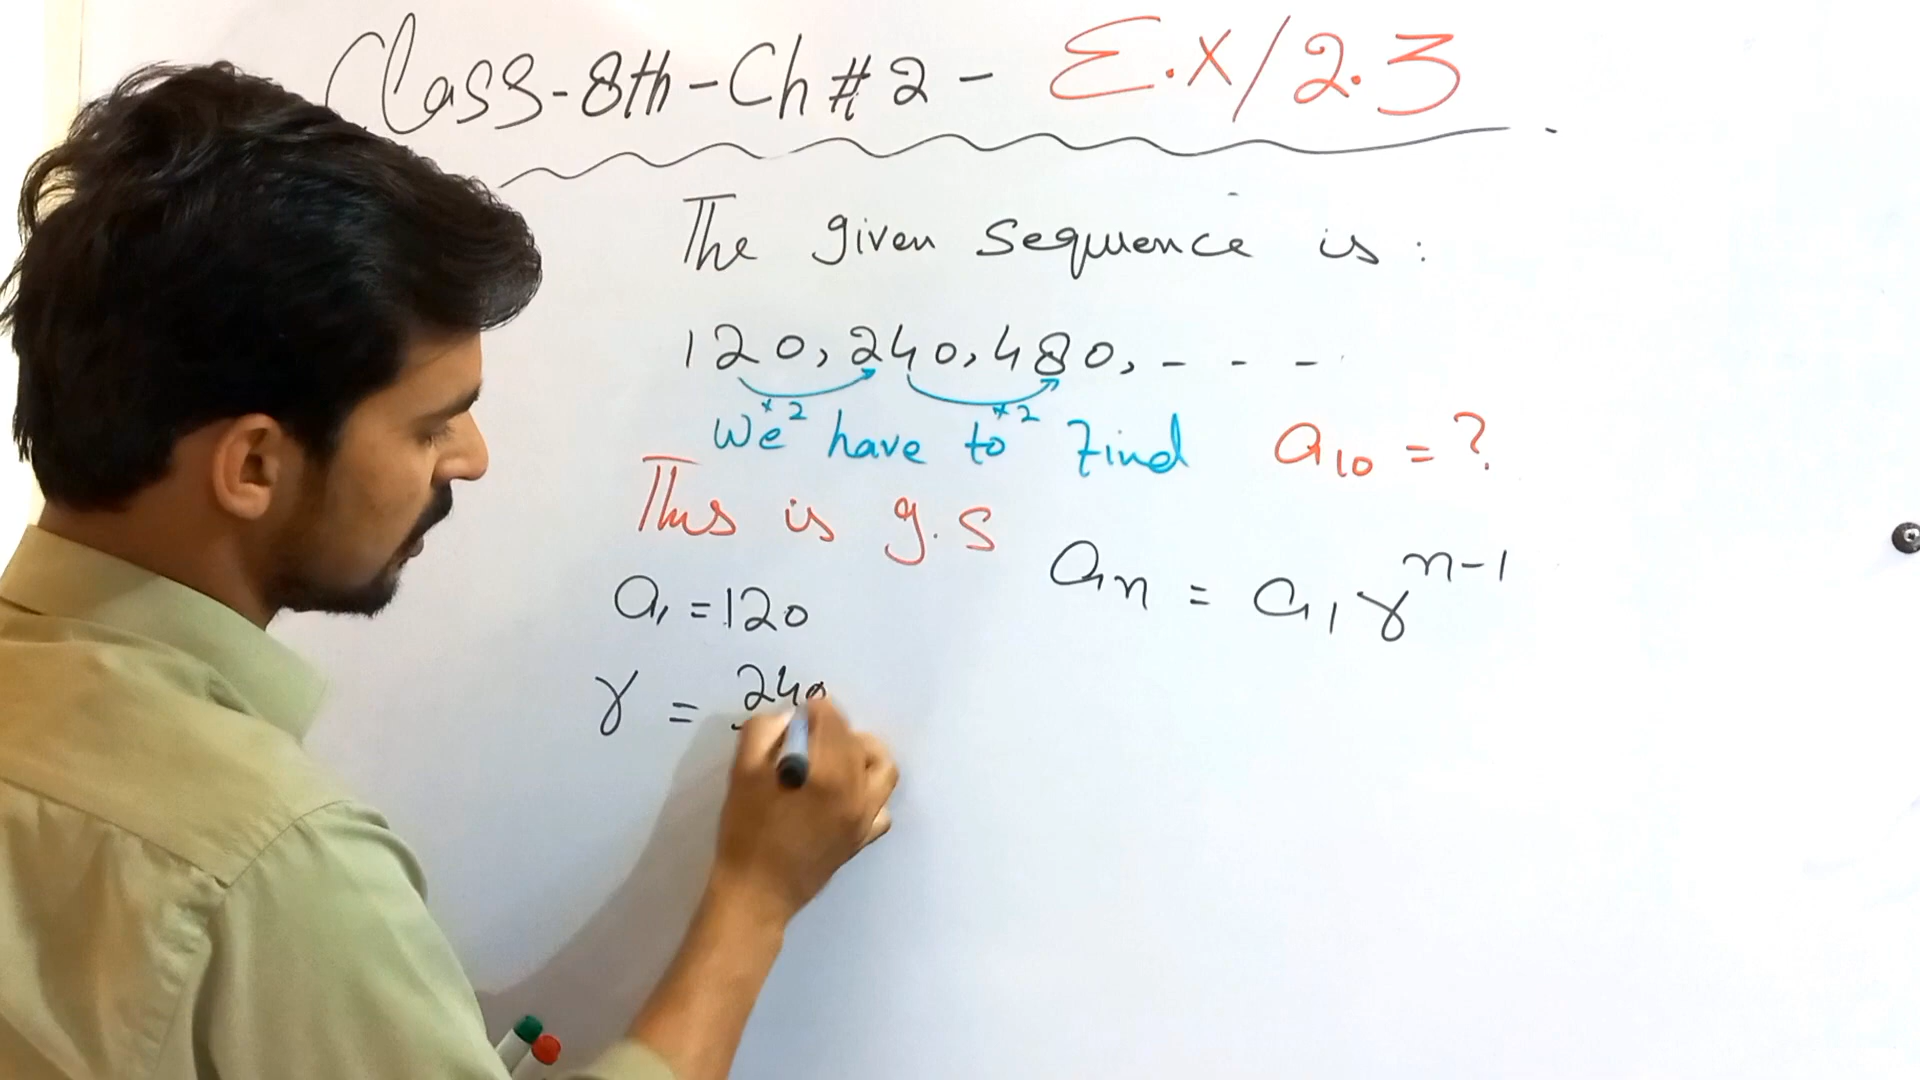 Class-8th-Ch#2- E.X/2.3
The given sequence is:
120, 240, 480, - - -
*2 *2
We have to find a10 = ?
This is g.s
an = a1 r^n-1
a1 = 120
r = 240